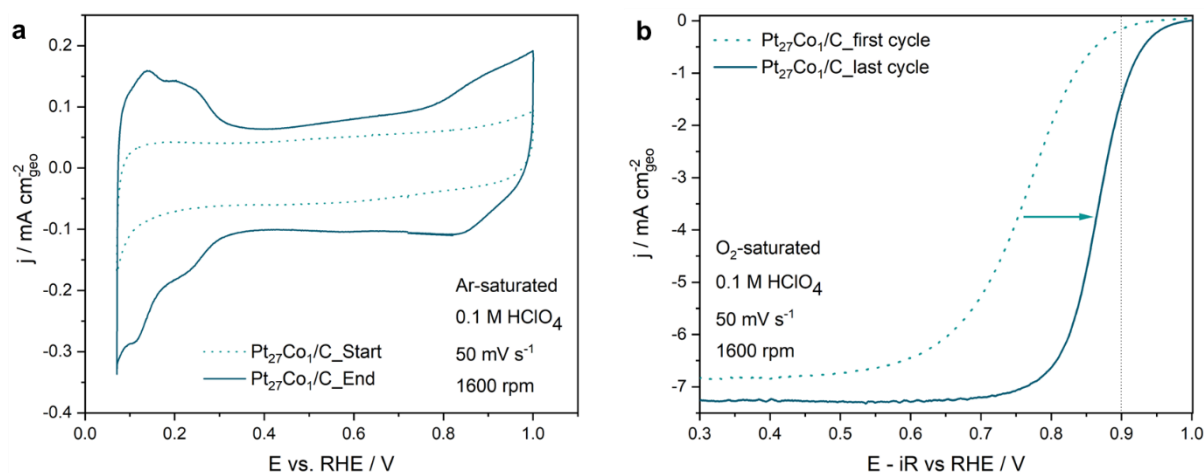 a
0.2
0.1
0.0
-0.1
-0.2
-0.3
-0.4
j / mA cm⁻²geo
Ar-saturated
0.1 M HClO₄
50 mV s⁻¹
1600 rpm
Pt₂₇Co₁/C_Start
Pt₂₇Co₁/C_End
0.0 0.2 0.4 0.6 0.8 1.0
E vs. RHE / V
b
0
-1
-2
-3
-4
-5
-6
-7
j / mA cm⁻²geo
Pt₂₇Co₁/C_first cycle
Pt₂₇Co₁/C_last cycle
O₂-saturated
0.1 M HClO₄
50 mV s⁻¹
1600 rpm
0.3 0.4 0.5 0.6 0.7 0.8 0.9 1.0
E - iR vs RHE / V